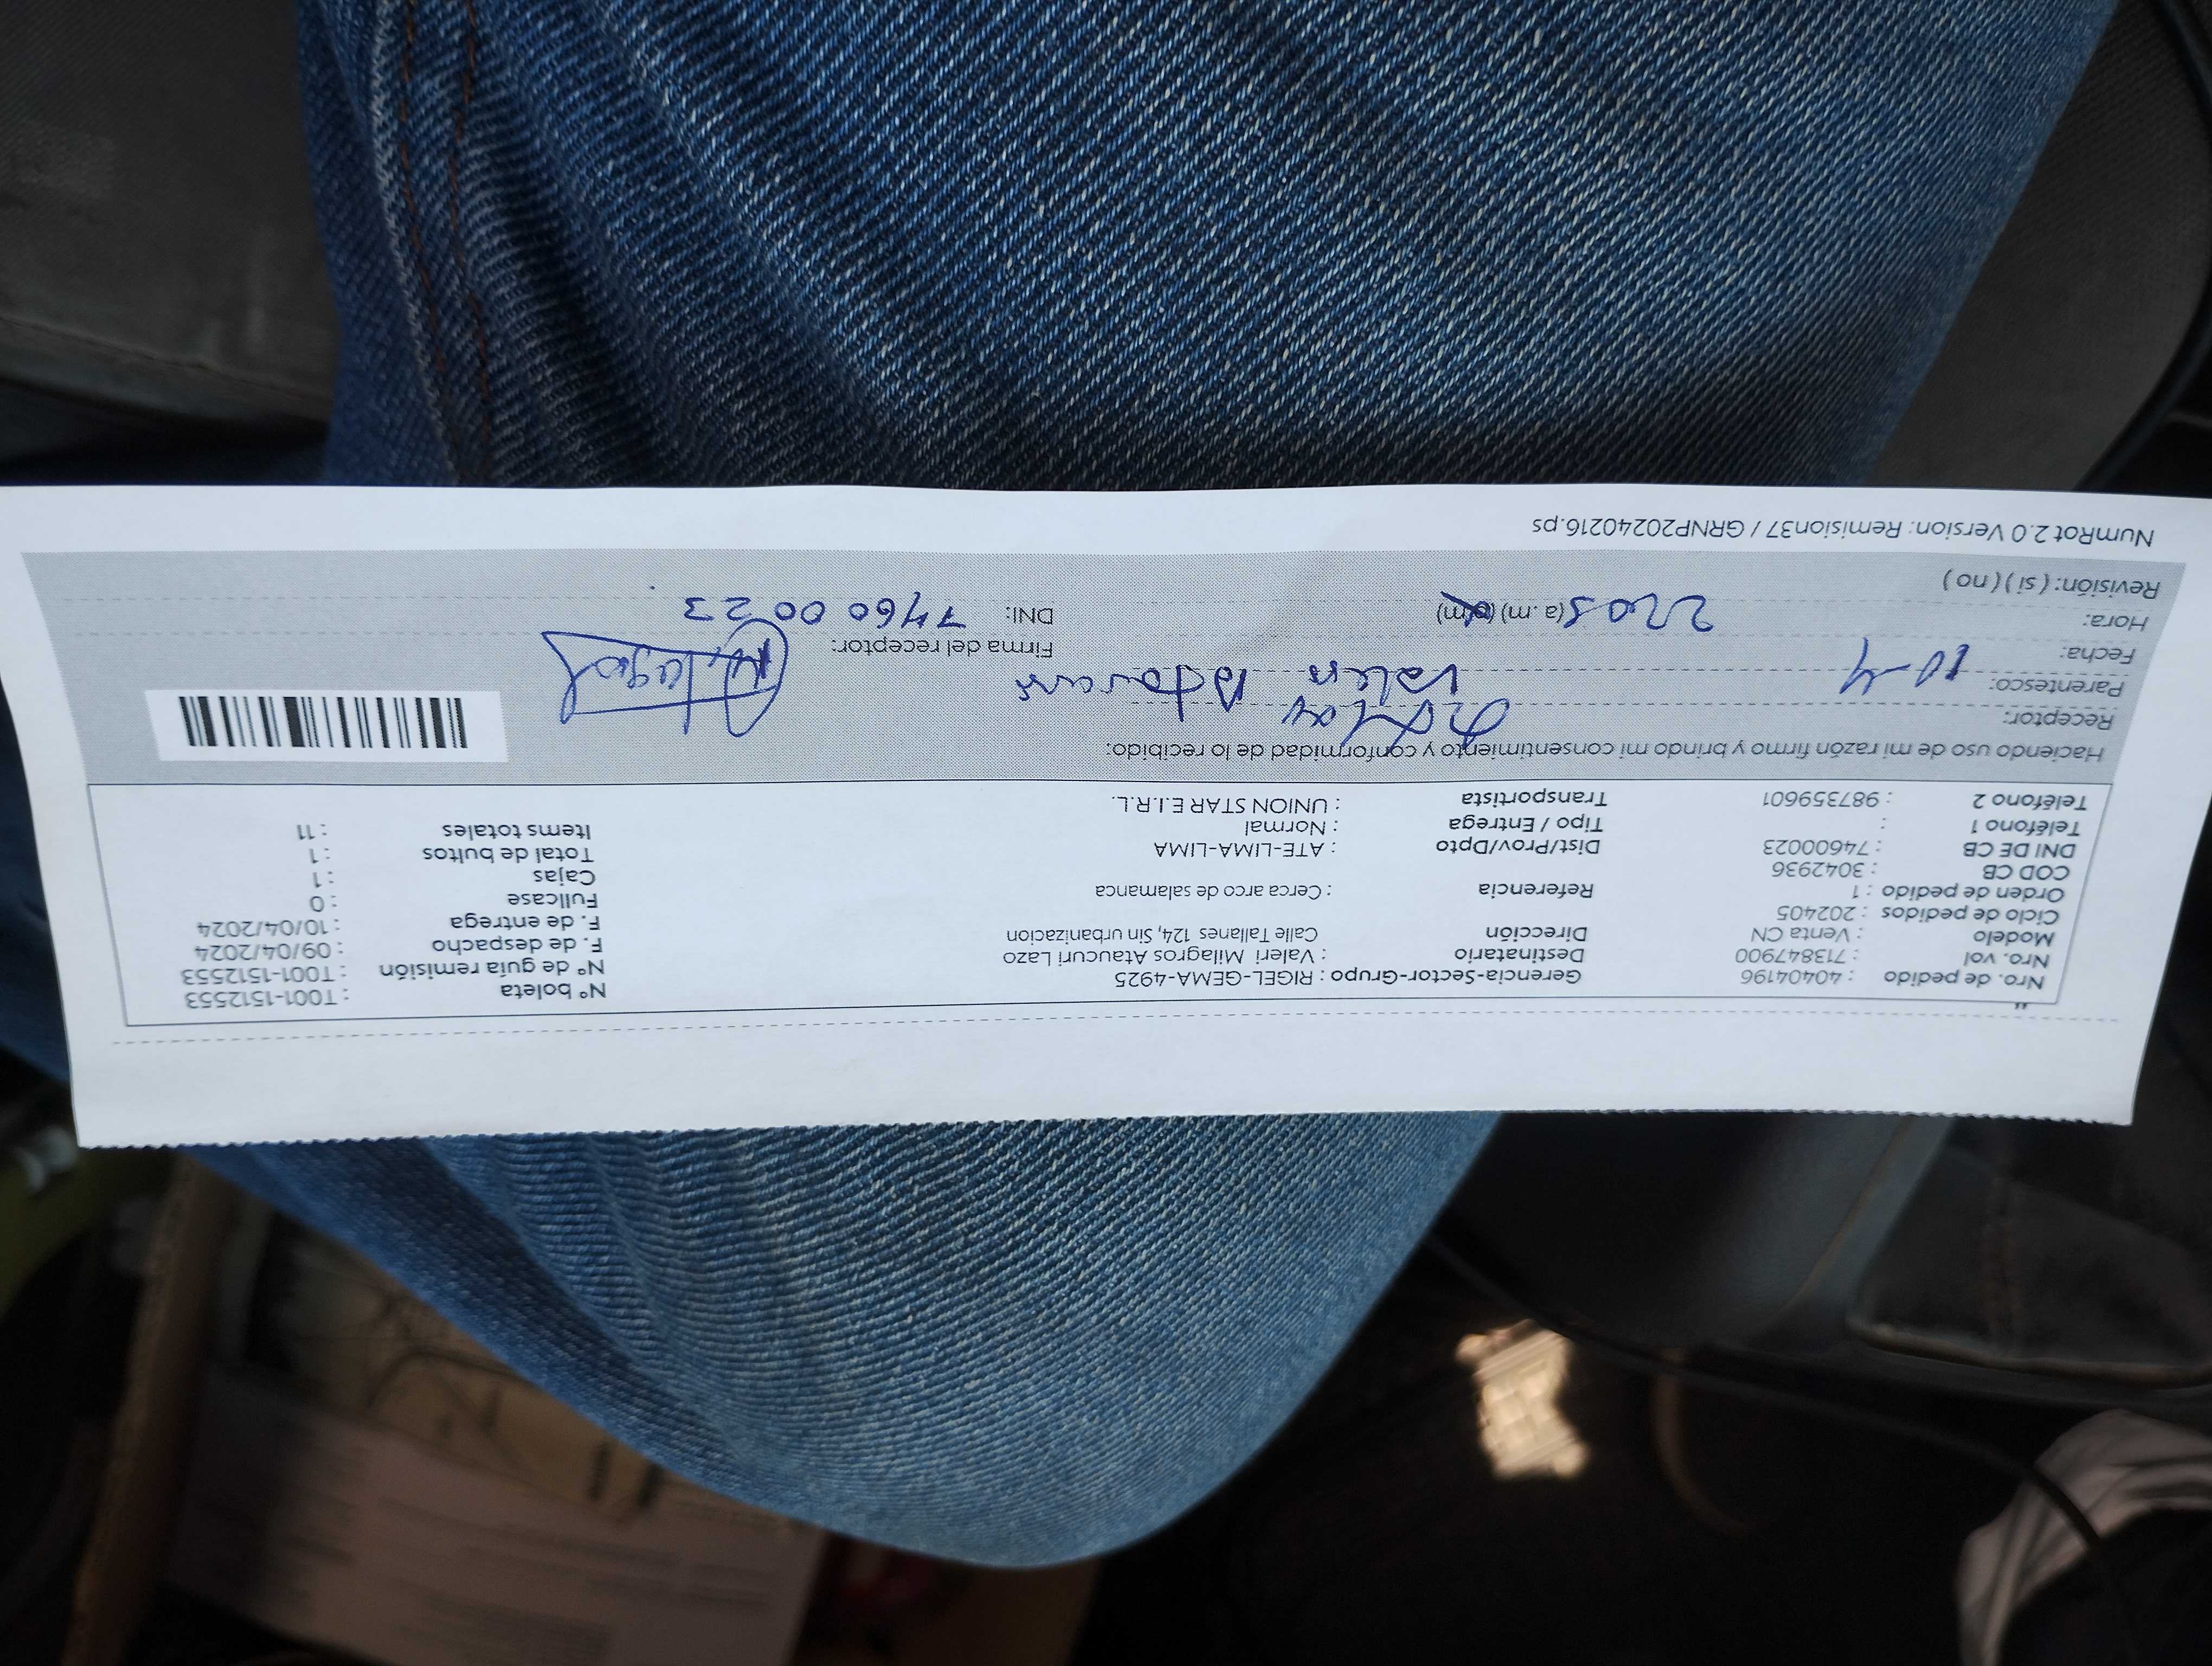 Nro. de pedido : 40404196
Nro. vol : 713847900
Modelo : Venta CN
Ciclo de pedidos : 202405
Orden de pedido : 1
COD CB : 3042936
DNI DE CB : 74600023
Teléfono 1 :
Teléfono 2 : 987359601
Gerencia-Sector-Grupo : RIGEL-GEMA-4925
Destinatario : Valeri Milagros Ataucuri Lazo
Dirección Calle Tallanes 124, Sin urbanizacion
Referencia : Cerca arco de salamanca
Dist/Prov/Dpto : ATE-LIMA-LIMA
Tipo / Entrega : Normal
Transportista : UNION STAR E.I.R.L.
Nº boleta : T001-1512553
Nº de guía remisión : T001-1512553
F. de despacho : 09/04/2024
F. de entrega : 10/04/2024
Fullcase : 0
Cajas : 1
Total de bultos : 1
Items totales : 11
Haciendo uso de mi razón firmo y brindo mi consentimiento y conformidad de lo recibido:
Receptor:
Parentesco:
Fecha: 10-4
Hora: (a.m) (p.m)
Revisión: ( si ) ( no )
Firma del receptor:
DNI: 74600023
NumRot 2.0 Version: Remision37 / GRNP20240216.ps